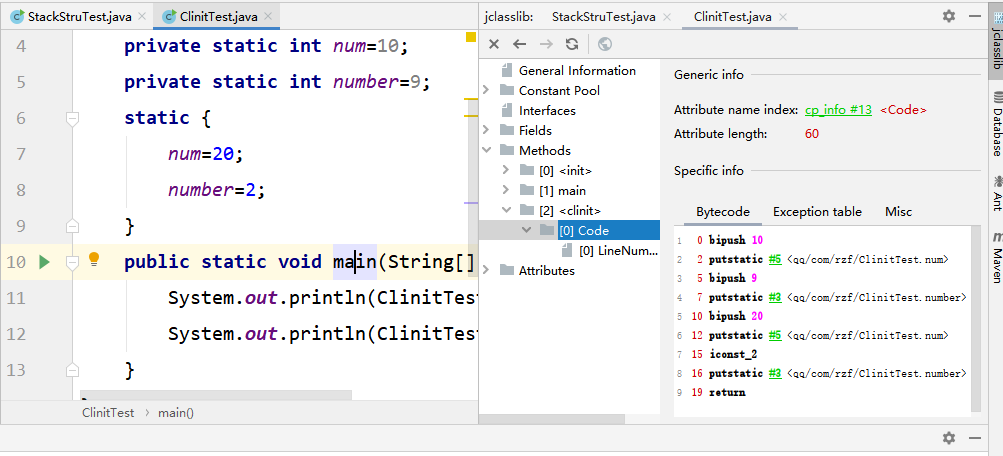 StackStruTest.java ClinitTest.java
4 private static int num=10;
5 private static int number=9;
6 static {
7 num=20;
8 number=2;
9 }
10 public static void main(String[]
11 System.out.println(ClinitTest
12 System.out.println(ClinitTest
13 }
ClinitTest › main()
jclasslib: StackStruTest.java ClinitTest.java
General Information
Constant Pool
Interfaces
Fields
Methods
[0] <init>
[1] main
[2] <clinit>
[0] Code
[0] LineNum...
Attributes
Generic info
Attribute name index: cp_info #13 <Code>
Attribute length: 60
Specific info
Bytecode Exception table Misc
1 0 bipush 10
2 2 putstatic #5 <qq/com/rzf/ClinitTest.num>
3 5 bipush 9
4 7 putstatic #3 <qq/com/rzf/ClinitTest.number>
5 10 bipush 20
6 12 putstatic #5 <qq/com/rzf/ClinitTest.num>
7 15 iconst_2
8 16 putstatic #3 <qq/com/rzf/ClinitTest.number>
9 19 return
jclasslib
Database
Ant
Maven